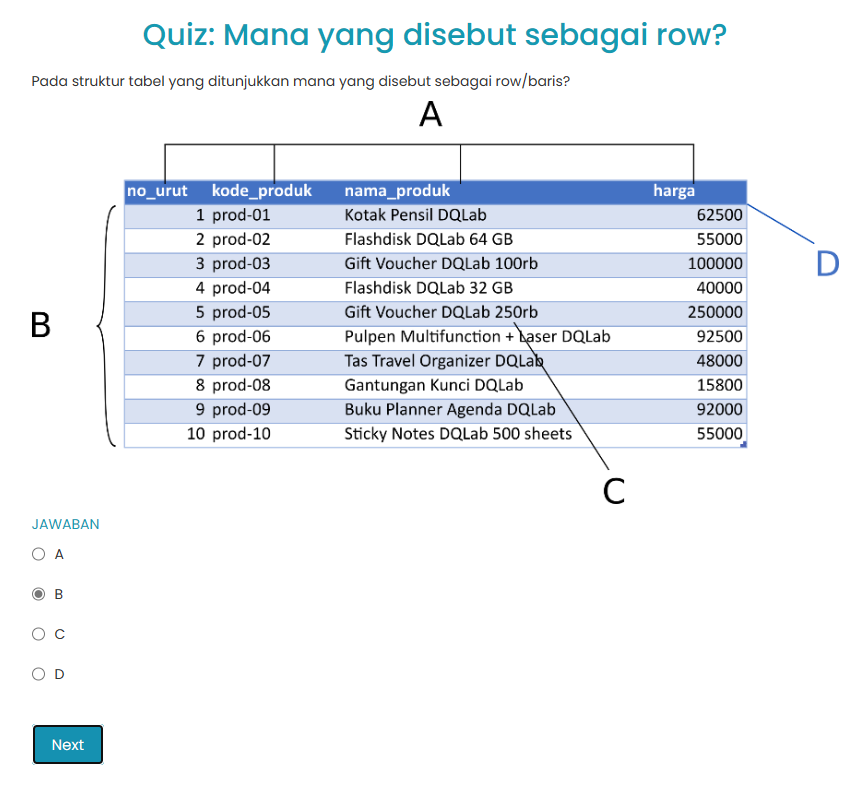 Quiz: Mana yang disebut sebagai row?
Pada struktur tabel yang ditunjukkan mana yang disebut sebagai row/baris?
A
no_urut kode_produk nama_produk harga
1 prod-01 Kotak Pensil DQLab 62500
2 prod-02 Flashdisk DQLab 64 GB 55000
3 prod-03 Gift Voucher DQLab 100rb 100000
4 prod-04 Flashdisk DQLab 32 GB 40000
5 prod-05 Gift Voucher DQLab 250rb 250000
6 prod-06 Pulpen Multifunction + Laser DQLab 92500
7 prod-07 Tas Travel Organizer DQLab 48000
8 prod-08 Gantungan Kunci DQLab 15800
9 prod-09 Buku Planner Agenda DQLab 92000
10 prod-10 Sticky Notes DQLab 500 sheets 55000
B
D
C
JAWABAN
A
B
C
D
Next